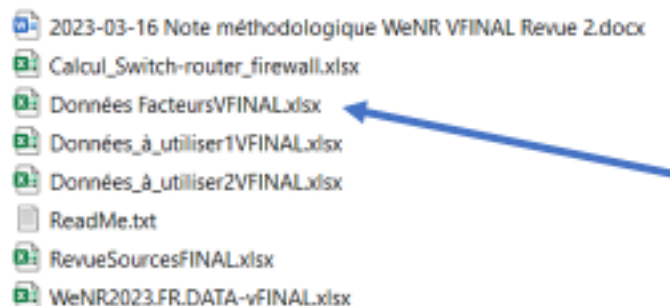 2023-03-16 Note méthodologique WeNR VFINAL Revue 2.docx
Calcul_Switch-router_firewall.xlsx
Données FacteursVFINAL.xlsx
Données_à_utiliser1VFINAL.xlsx
Données_à_utiliser2VFINAL.xlsx
ReadMe.txt
RevueSourcesFINAL.xlsx
WeNR2023.FR.DATA-vFINAL.xlsx